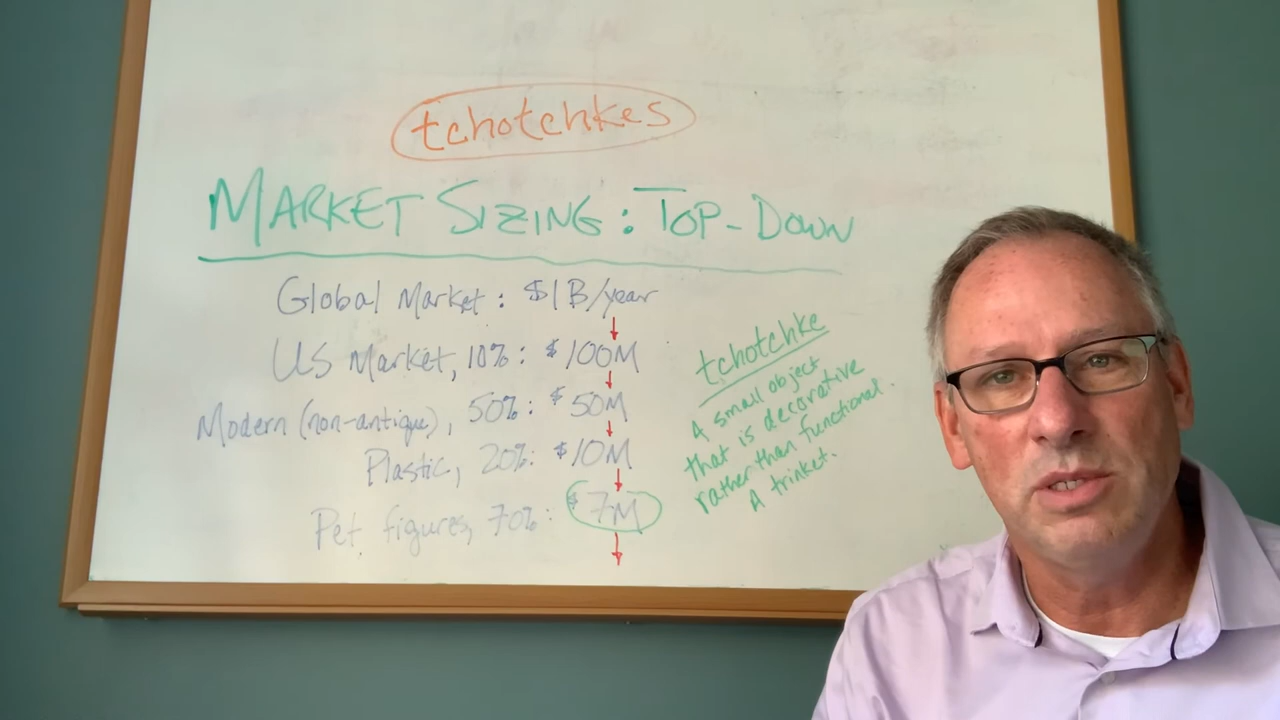 tchotchkes
MARKET SIZING: TOP-DOWN
Global Market: $1B/year
US Market, 10%: $100M
Modern (non-antique), 50%: $50M
Plastic, 20%: $10M
Pet figures, 70%: $7M
tchotchke
A small object
that is decorative
rather than functional.
A trinket.